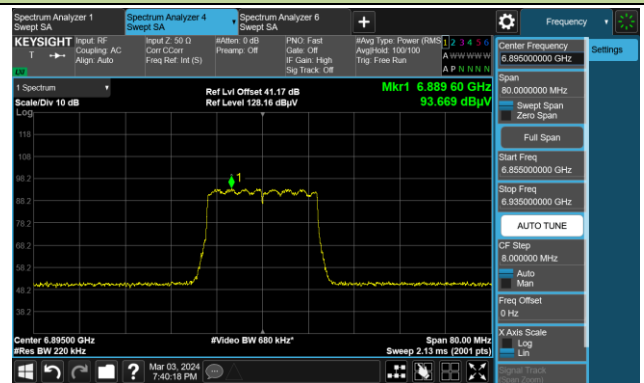 Spectrum Analyzer 1
Swept SA
Spectrum Analyzer 4
Swept SA
Spectrum Analyzer 6
Swept SA
Frequency
KEYSIGHT
T
LW
Input: RF
Coupling: AC
Align: Auto
Input Z: 50 Ω
Corr CCorr
Freq Ref: Int (S)
#Atten: 0 dB
Preamp: Off
PNO: Fast
Gate: Off
IF Gain: High
Sig Track: Off
#Avg Type: Power (RMS)
Avg|Hold: 100/100
Trig: Free Run
1 2 3 4 5 6
A W W W W W
A P N N N N
1 Spectrum
Scale/Div 10 dB
Log
Ref Lvl Offset 41.17 dB
Ref Level 128.16 dBµV
Mkr1 6.889 60 GHz
93.669 dBµV
118
108
98.2
88.2
78.2
68.2
58.2
48.2
38.2
1
Center 6.89500 GHz
#Res BW 220 kHz
#Video BW 680 kHz*
Span 80.00 MHz
Sweep 2.13 ms (2001 pts)
Mar 03, 2024
7:40:18 PM
Center Frequency
6.895000000 GHz
Span
80.0000000 MHz
Swept Span
Zero Span
Full Span
Start Freq
6.855000000 GHz
Stop Freq
6.935000000 GHz
AUTO TUNE
CF Step
8.000000 MHz
Auto
Man
Freq Offset
0 Hz
X Axis Scale
Log
Lin
Signal Track
(Span Zoom)
Settings